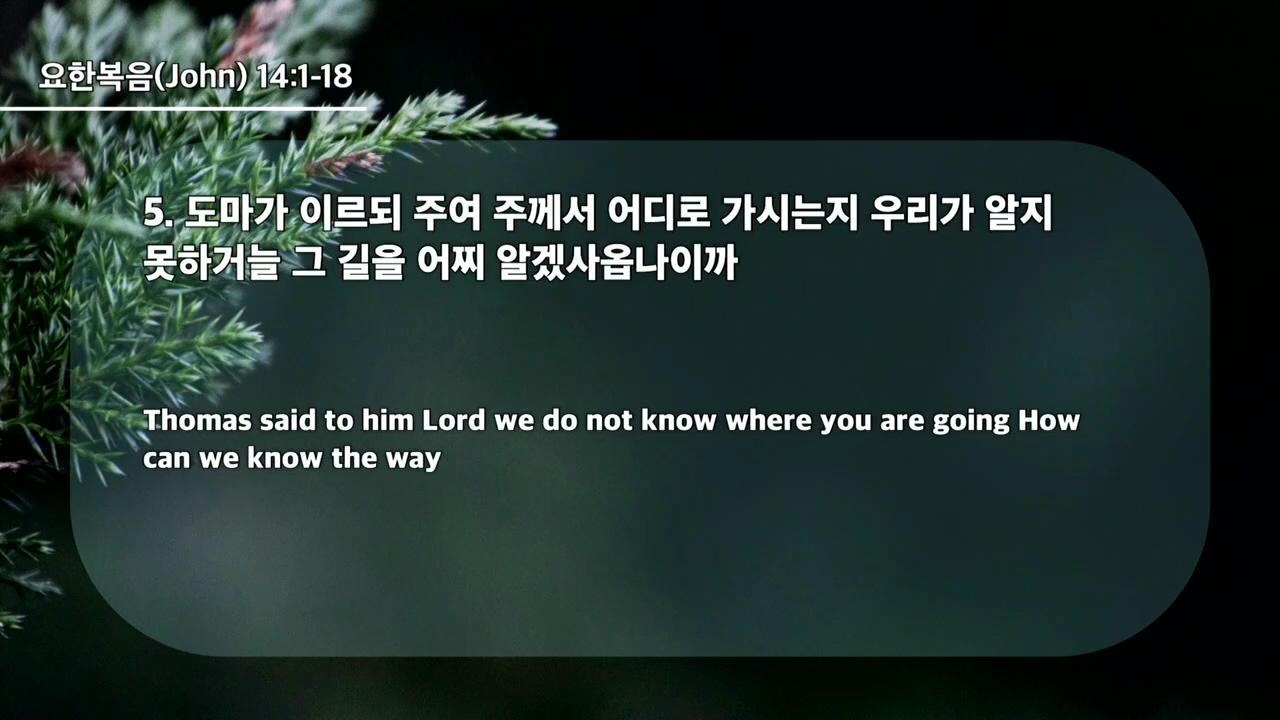 요한복음(John) 14:1-18
5. 도마가 이르되 주여 주께서 어디로 가시는지 우리가 알지
못하거늘 그 길을 어찌 알겠사옵나이까
Thomas said to him Lord we do not know where you are going How
can we know the way